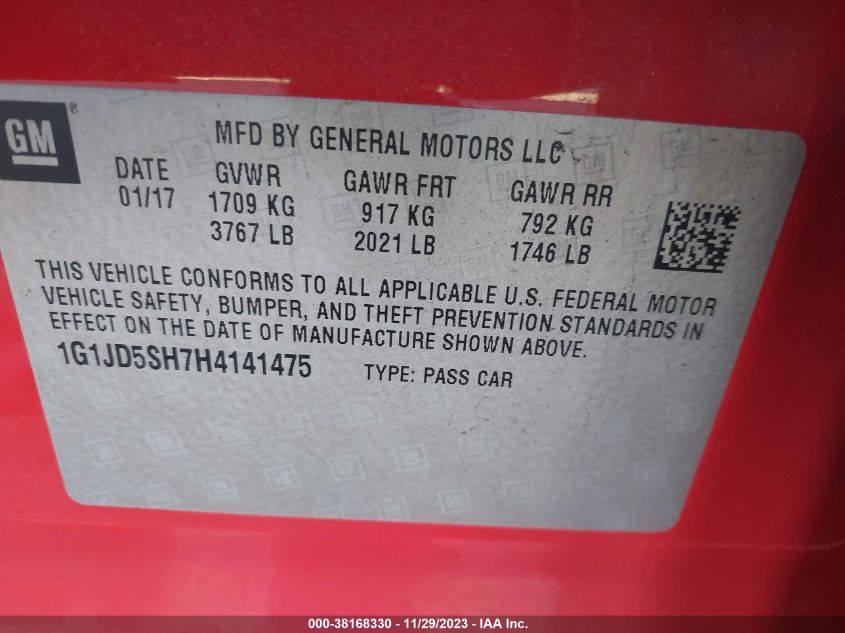 GM®
MFD BY GENERAL MOTORS LLC
DATE GVWR GAWR FRT GAWR RR
01/17 1709 KG 917 KG 792 KG
3767 LB 2021 LB 1746 LB
THIS VEHICLE CONFORMS TO ALL APPLICABLE U.S. FEDERAL MOTOR
VEHICLE SAFETY, BUMPER, AND THEFT PREVENTION STANDARDS IN
EFFECT ON THE DATE OF MANUFACTURE SHOWN ABOVE.
1G1JD5SH7H4141475 TYPE: PASS CAR
000-38168330 - 11/29/2023 - IAA Inc.